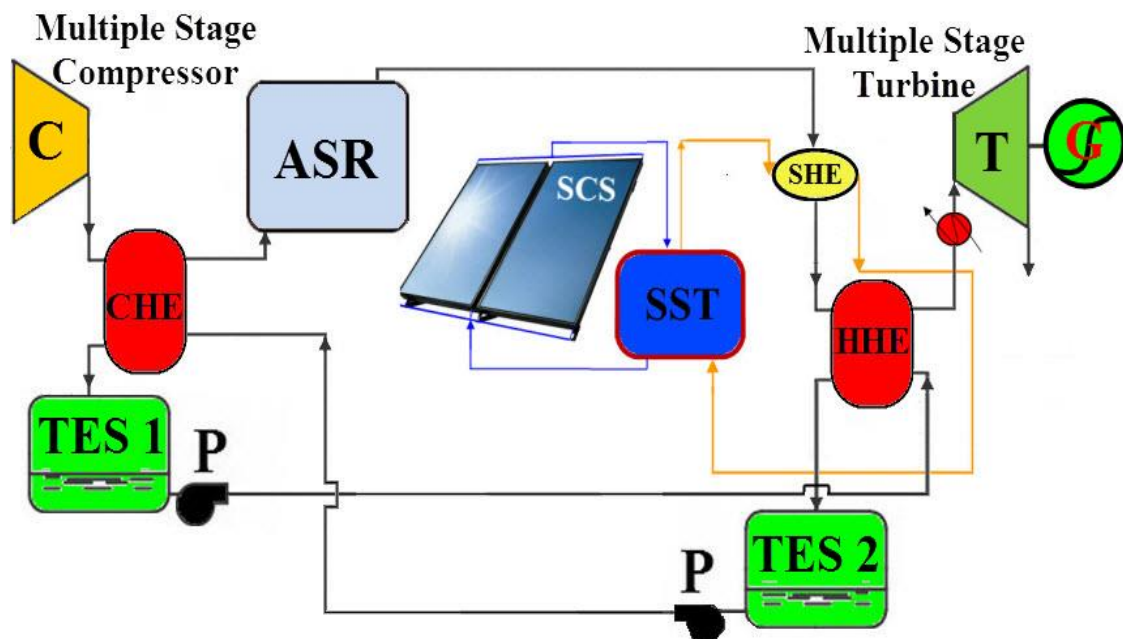 Multiple Stage
Compressor
Multiple Stage
Turbine
C
ASR
SCS
SHE
T
G
CHE
SST
HHE
TES 1
P
TES 2
P